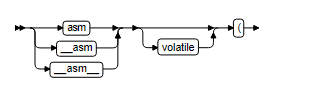 asm
__asm volatile (
__asm__